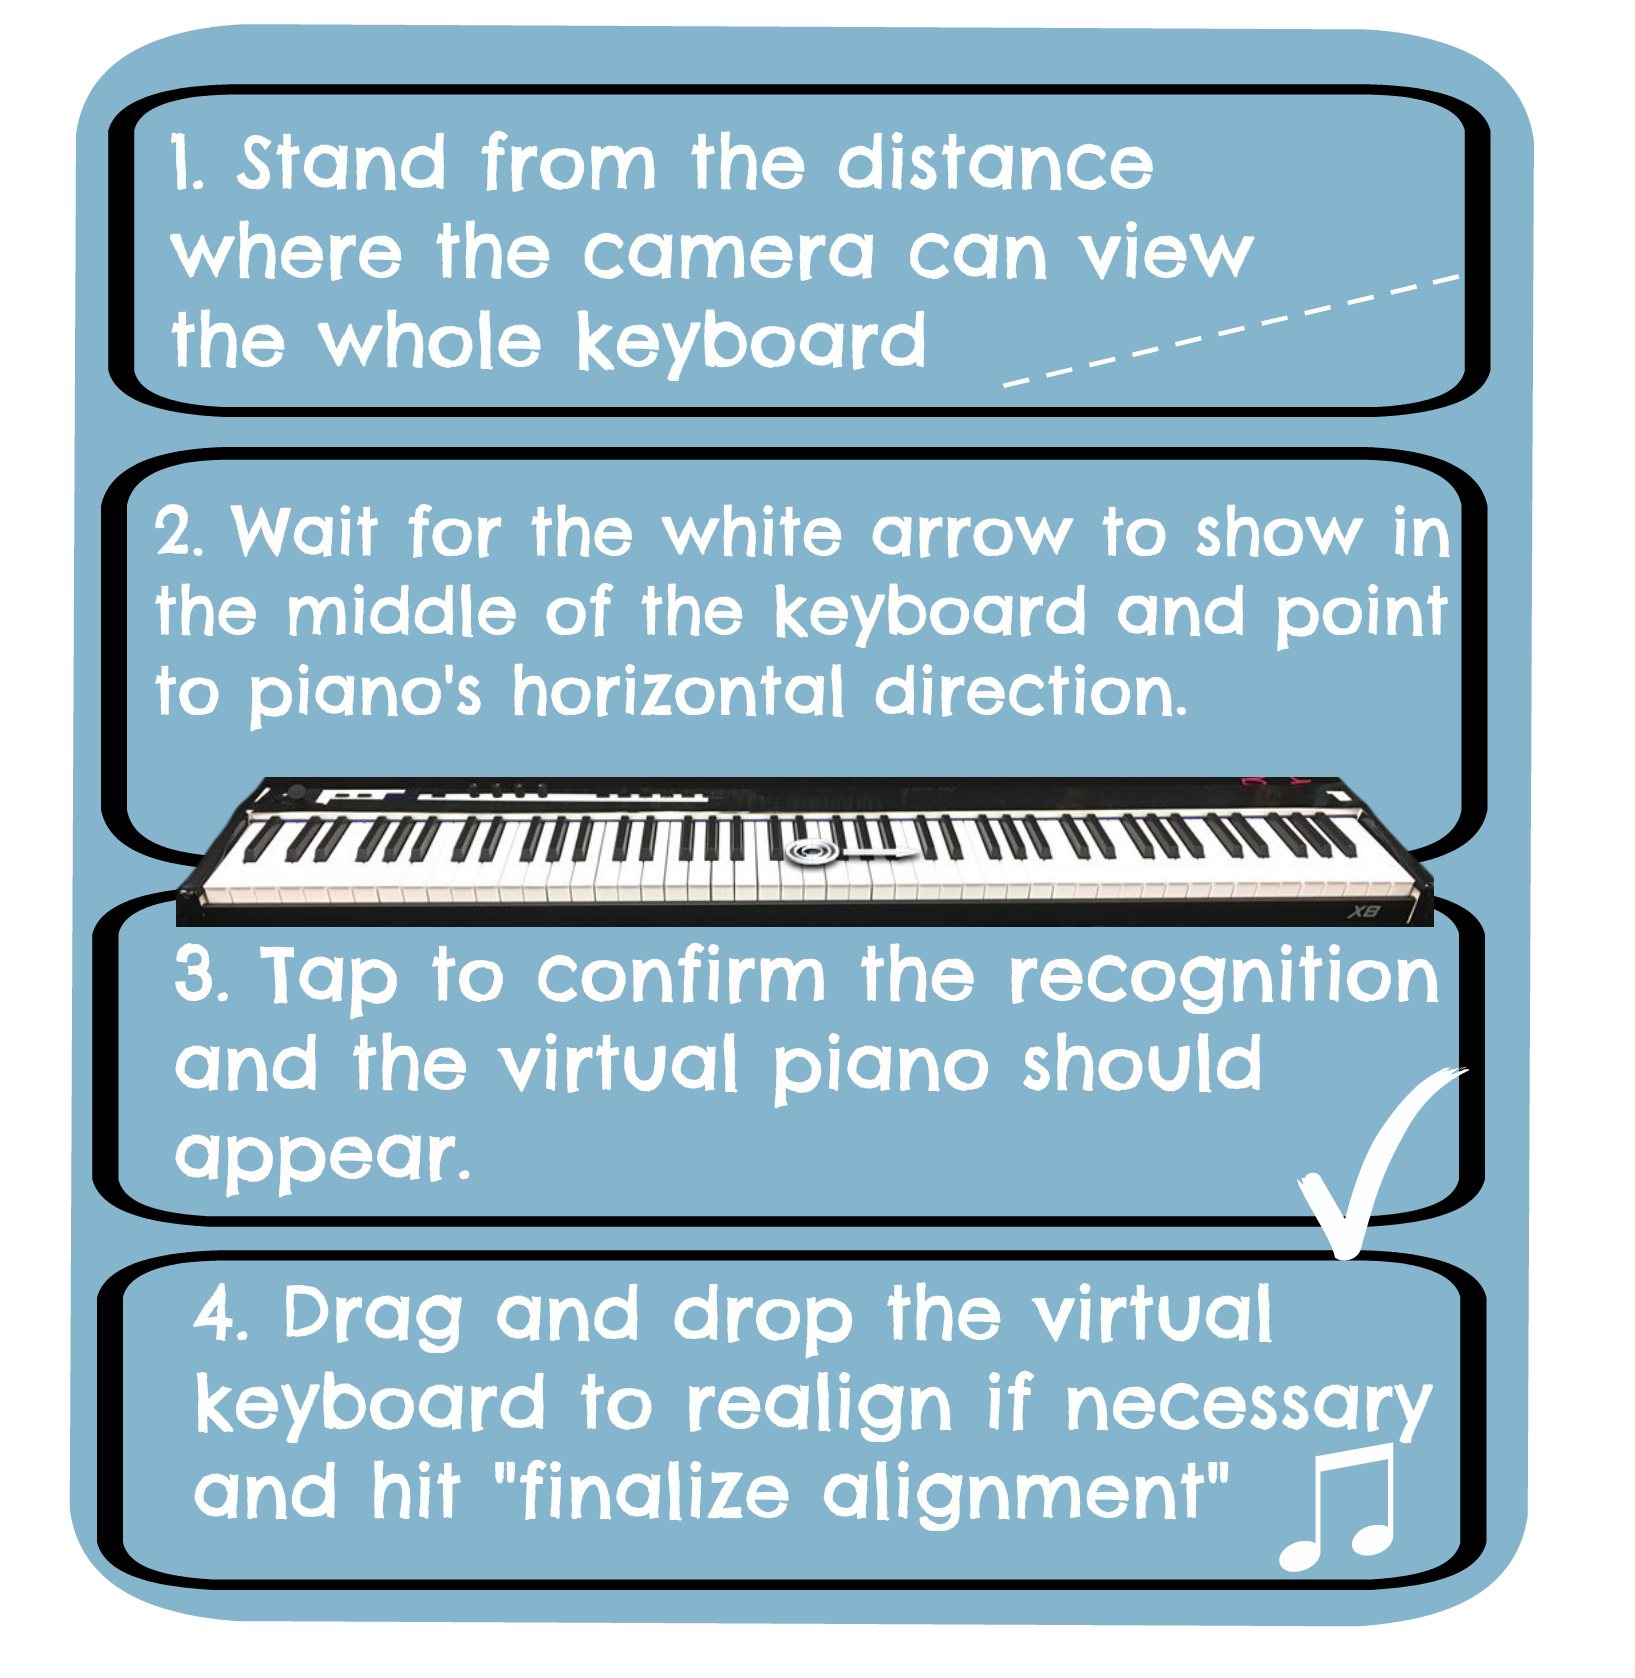 1. Stand from the distance
where the camera can view
the whole keyboard
2. Wait for the white arrow to show in
the middle of the keyboard and point
to piano's horizontal direction.
X8
3. Tap to confirm the recognition
and the virtual piano should
appear.
4. Drag and drop the virtual
keyboard to realign if necessary
and hit "finalize alignment"